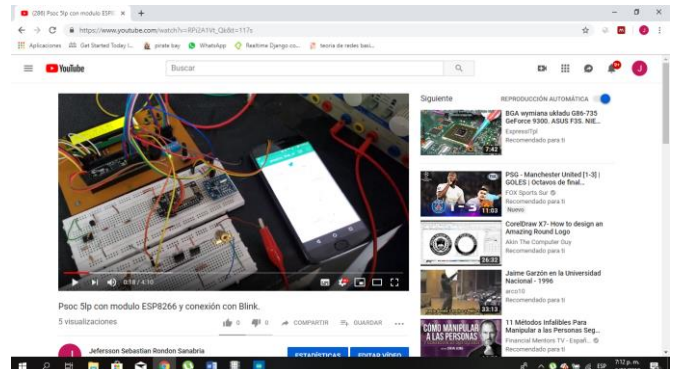 (208) Psoc 5lp con modulo ESP8
https://www.youtube.com/watch?v=RPiZA1Vt_Qk&t=117s
Aplicaciones
Get Started Today I...
pirate bay
WhatsApp
Realtime Django co...
teoria de redes basi...
YouTube
Buscar
Siguiente
REPRODUCCIÓN AUTOMÁTICA
BGA wymiana układu G86-735
GeForce 9300. ASUS F3S. NIE...
EspressiTpl
Recomendado para ti
7:42
PSG - Manchester United [1-3] |
GOLES | Octavos de final...
FOX Sports Sur
Recomendado para ti
Nuevo
11:03
CorelDraw X7- How to design an
Amazing Round Logo
Akin The Computer Guy
Recomendado para ti
26:32
Jaime Garzón en la Universidad
Nacional - 1996
arco10
Recomendado para ti
33:13
11 Métodos Infalibles Para
Manipular a las Personas Seg...
Financial Mentors TV - Españ...
Recomendado para ti
COMO MANIPULAR
A LAS PERSONAS
0:18 / 4:10
Psoc 5lp con modulo ESP8266 y conexión con Blink.
5 visualizaciones
0
0
COMPARTIR
GUARDAR
Jefersson Sebastian Rondon Sanabria
ESTADÍSTICAS
EDITAR VÍDEO
ESP
7:12 p. m.